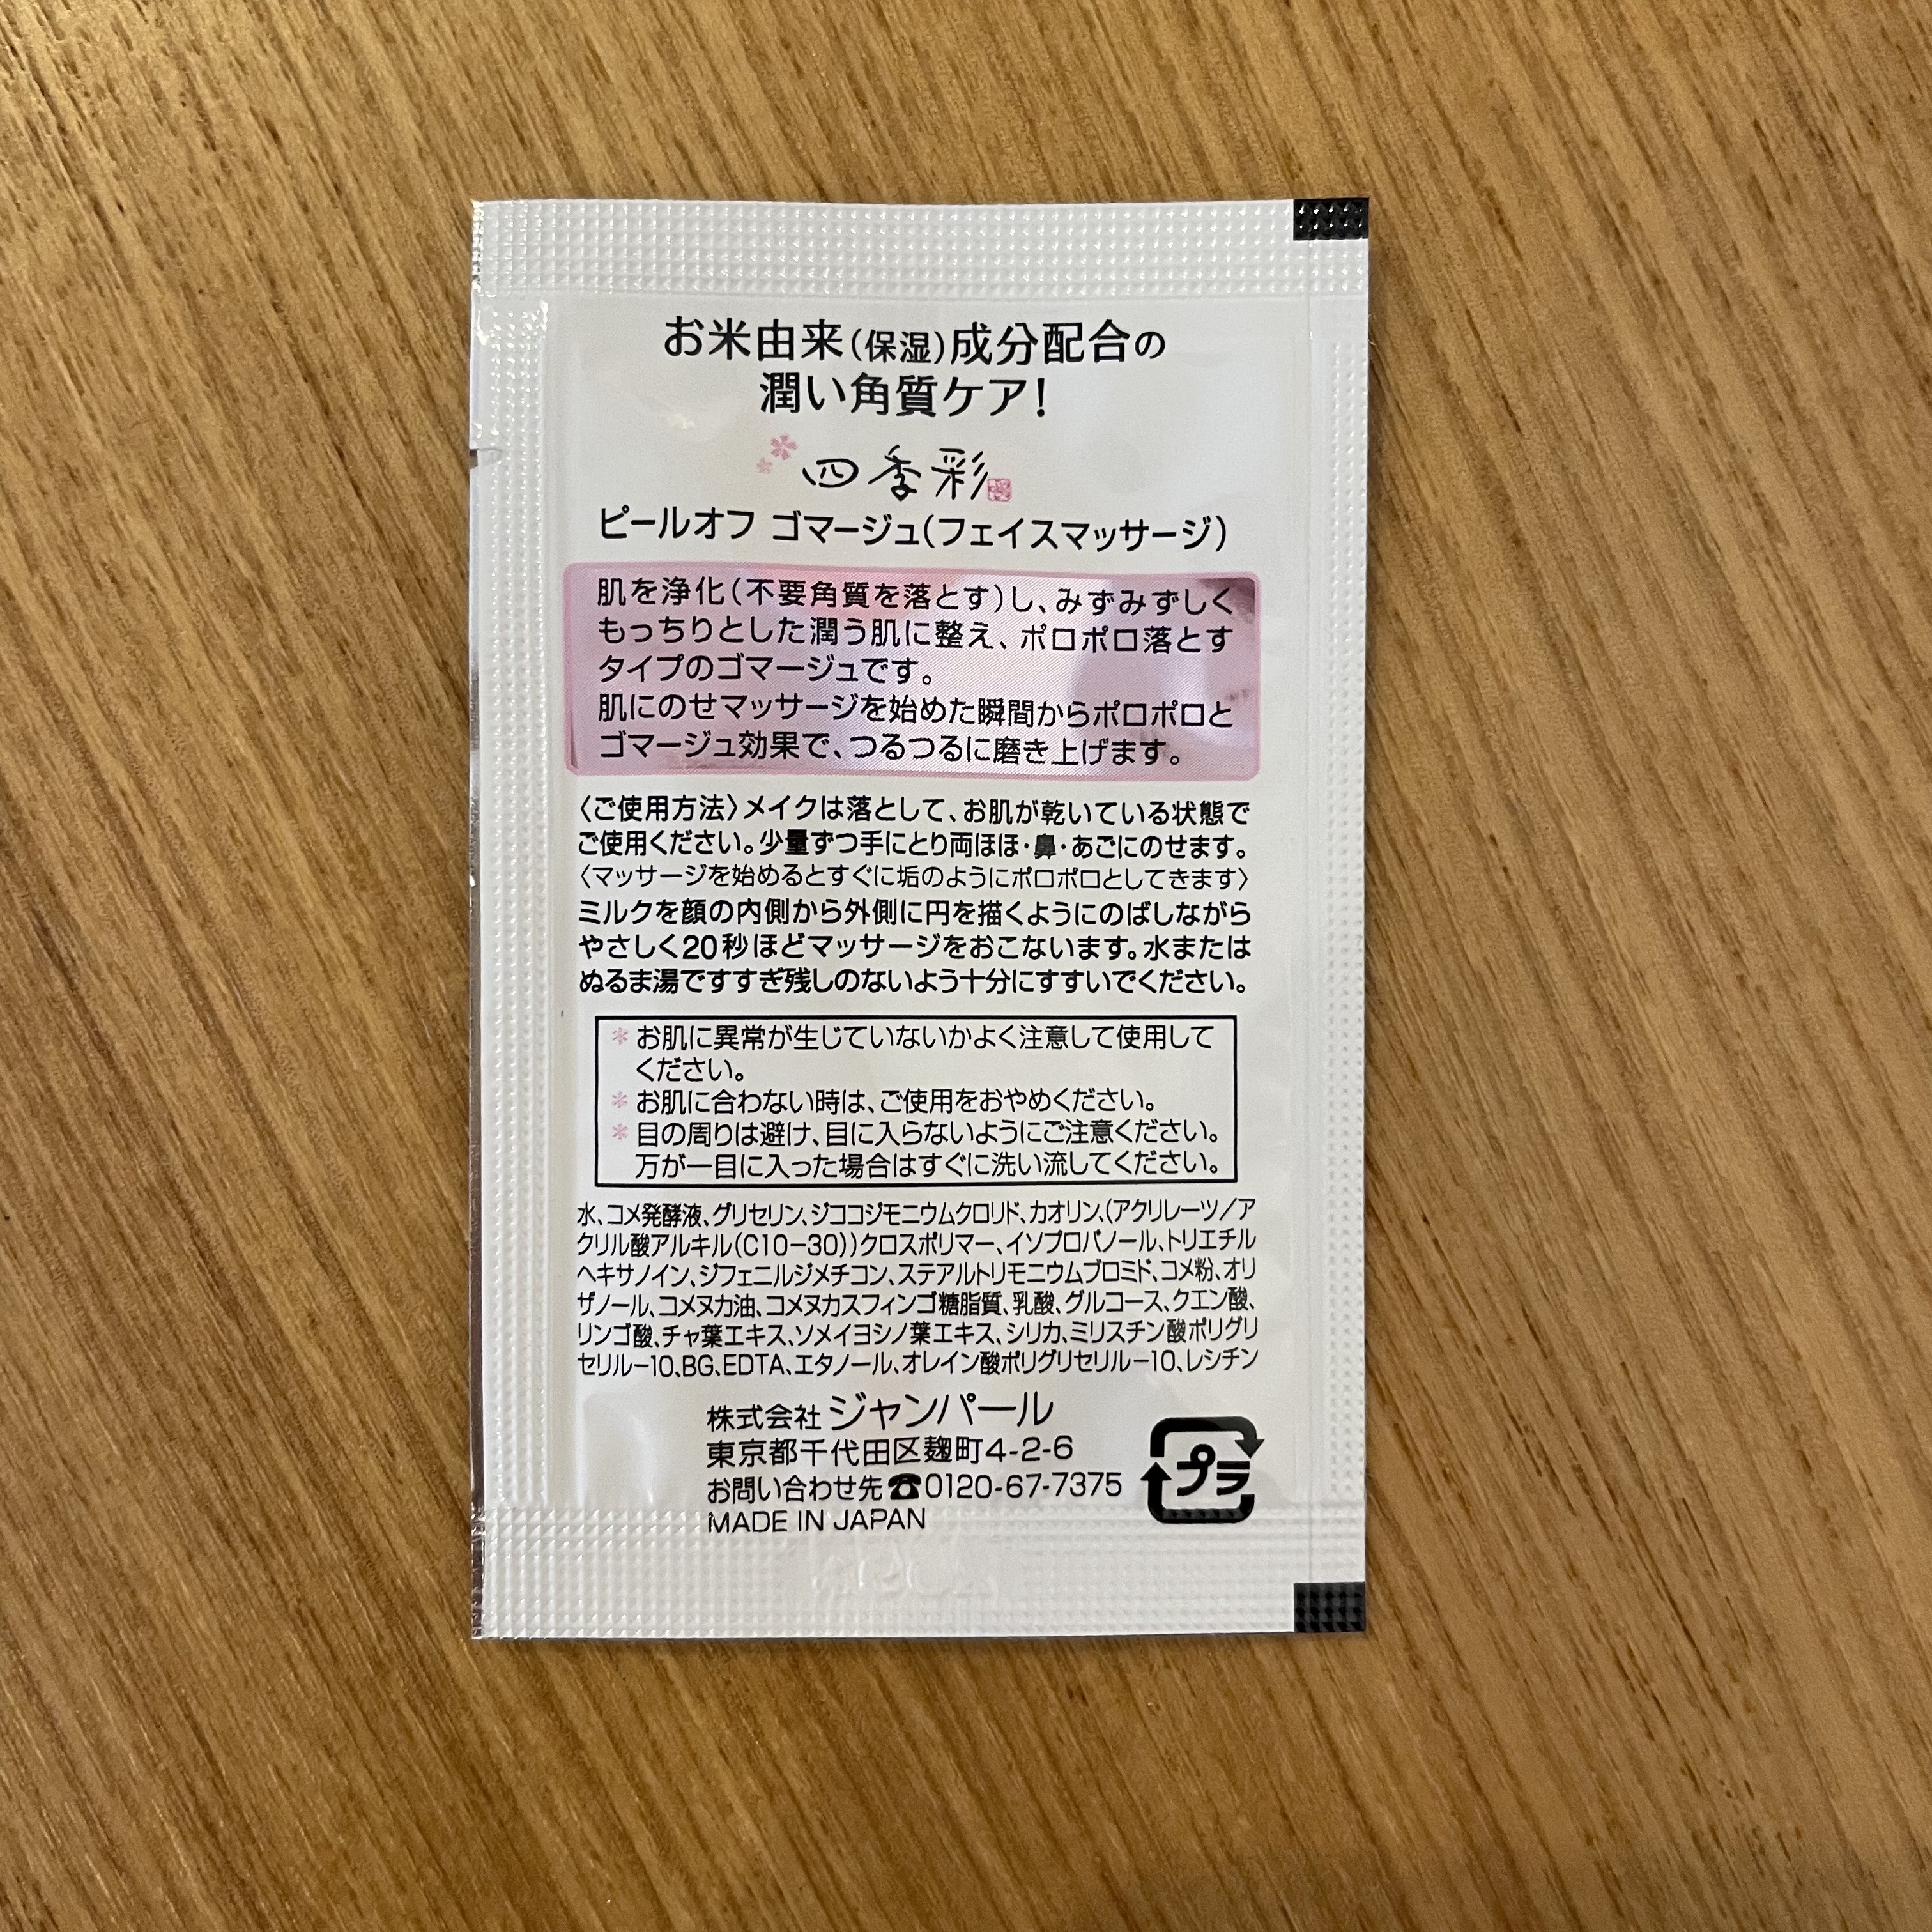 お米由来(保湿)成分配合の
潤い角質ケア!
四季彩
ピールオフ ゴマージュ(フェイスマッサージ)
肌を浄化(不要角質を落とす)し、みずみずしく
もっちりとした潤う肌に整え、ポロポロ落とす
タイプのゴマージュです。
肌にのせマッサージを始めた瞬間からポロポロと
ゴマージュ効果で、つるつるに磨き上げます。
〈ご使用方法〉メイクは落として、お肌が乾いている状態で
ご使用ください。少量ずつ手にとり両ほほ・鼻・あごにのせます。
〈マッサージを始めるとすぐに垢のようにポロポロとしてきます〉
ミルクを顔の内側から外側に円を描くようにのばしながら
やさしく20秒ほどマッサージをおこないます。水または
ぬるま湯ですすぎ残しのないよう十分にすすいでください。
＊お肌に異常が生じていないかよく注意して使用して
ください。
＊お肌に合わない時は、ご使用をおやめください。
＊目の周りは避け、目に入らないようにご注意ください。
万が一目に入った場合はすぐに洗い流してください。
水、コメ発酵液、グリセリン、ジココジモニウムクロリド、カオリン、(アクリレーツ／ア
クリル酸アルキル(C10-30))クロスポリマー、イソプロパノール、トリエチル
ヘキサノイン、ジフェニルジメチコン、ステアルトリモニウムブロミド、コメ粉、オリ
ザノール、コメヌカ油、コメヌカスフィンゴ糖脂質、乳酸、グルコース、クエン酸、
リンゴ酸、チャ葉エキス、ソメイヨシノ葉エキス、シリカ、ミリスチン酸ポリグリ
セリル-10、BG、EDTA、エタノール、オレイン酸ポリグリセリル-10、レシチン
株式会社 ジャンパール
東京都千代田区麹町4-2-6
お問い合わせ先☎0120-67-7375
MADE IN JAPAN
プラ